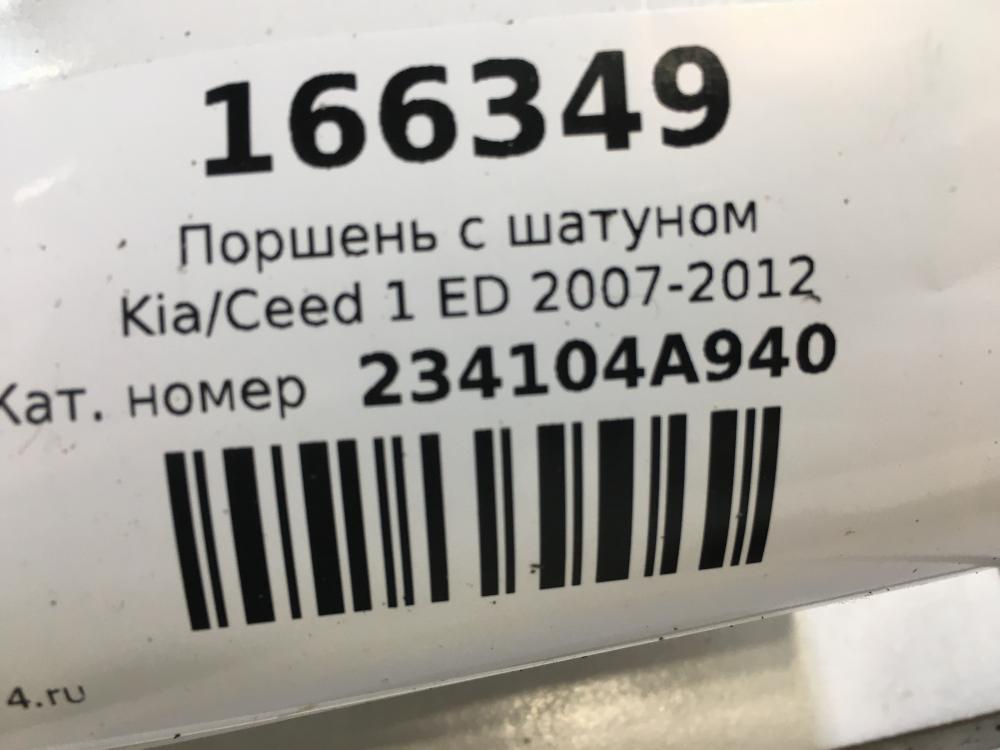 166349
Поршень с шатуном
Kia/Ceed 1 ED 2007-2012
Кат. номер 234104A940
4.ru